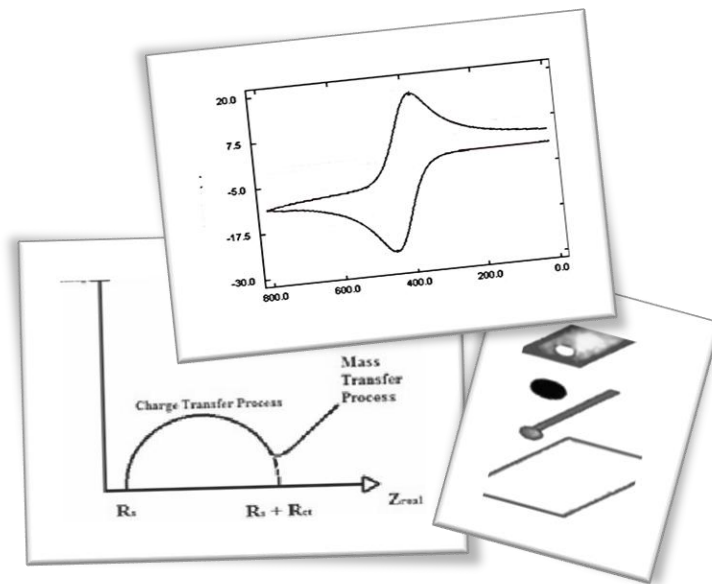 20.0
7.5
-5.0
-17.5
-30.0
800.0
600.0
400.0
200.0
0.0
Mass
Transfer
Process
Charge Transfer Process
Rs
Rs + Rct
Zreal